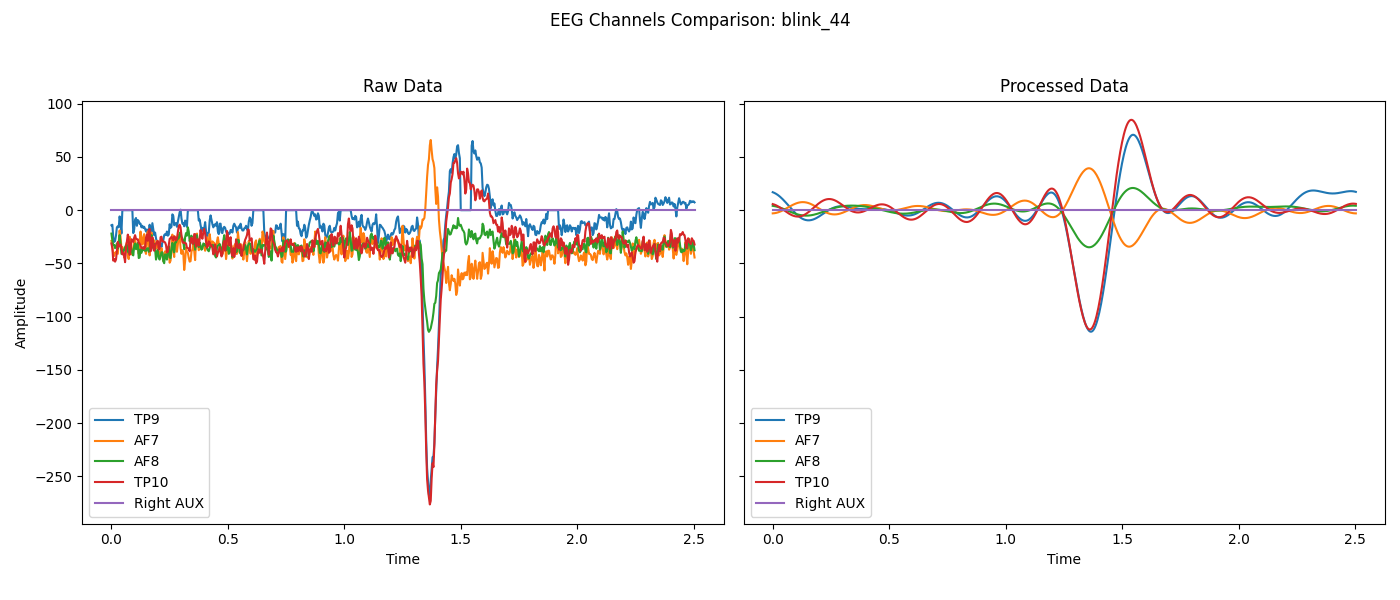 EEG Channels Comparison: blink_44
Raw Data
Processed Data
100
50
0
−50
−100
−150
−200
−250
Amplitude
TP9
AF7
AF8
TP10
Right AUX
TP9
AF7
AF8
TP10
Right AUX
0.0 0.5 1.0 1.5 2.0 2.5
0.0 0.5 1.0 1.5 2.0 2.5
Time
Time